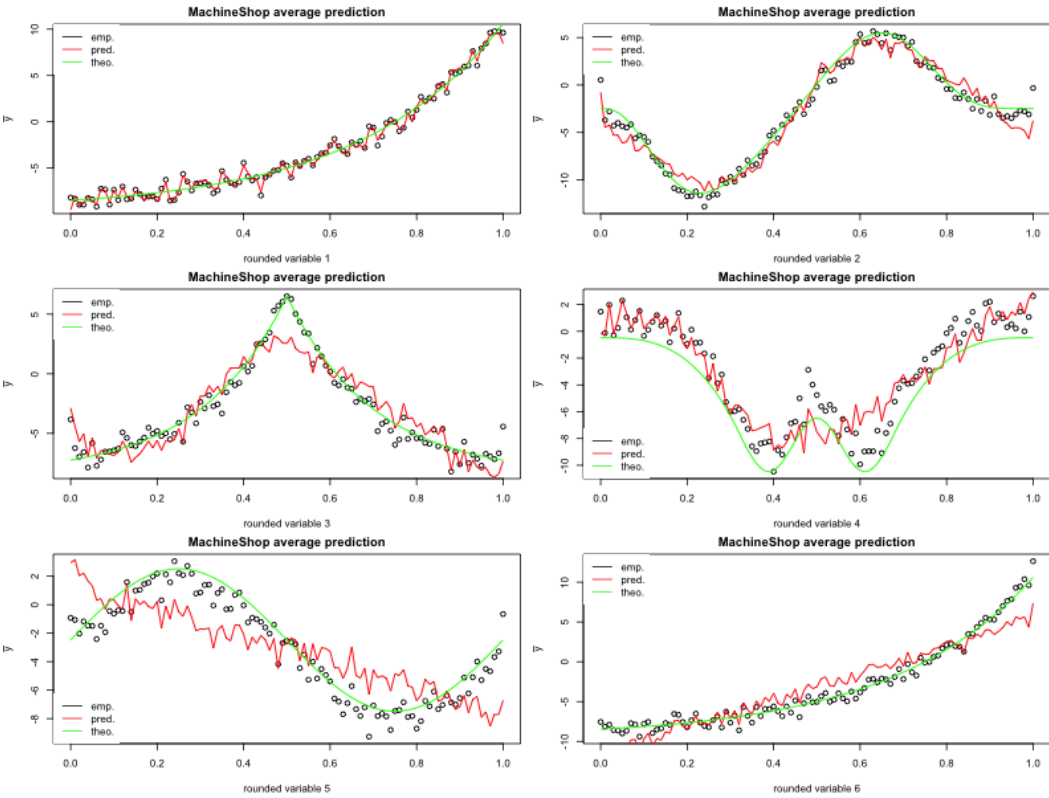 MachineShop average prediction
emp.
pred.
theo.
10
5
0
-5
y
0.0 0.2 0.4 0.6 0.8 1.0
rounded variable 1
MachineShop average prediction
emp.
pred.
theo.
5
0
-5
-10
y
0.0 0.2 0.4 0.6 0.8 1.0
rounded variable 2
MachineShop average prediction
emp.
pred.
theo.
5
0
-5
y
0.0 0.2 0.4 0.6 0.8 1.0
rounded variable 3
MachineShop average prediction
2
0
-2
-4
-6
-8
-10
y
emp.
pred.
theo.
0.0 0.2 0.4 0.6 0.8 1.0
rounded variable 4
MachineShop average prediction
2
0
-2
-4
-6
-8
y
emp.
pred.
theo.
0.0 0.2 0.4 0.6 0.8 1.0
rounded variable 5
MachineShop average prediction
emp.
pred.
theo.
10
5
0
-5
-10
y
0.0 0.2 0.4 0.6 0.8 1.0
rounded variable 6